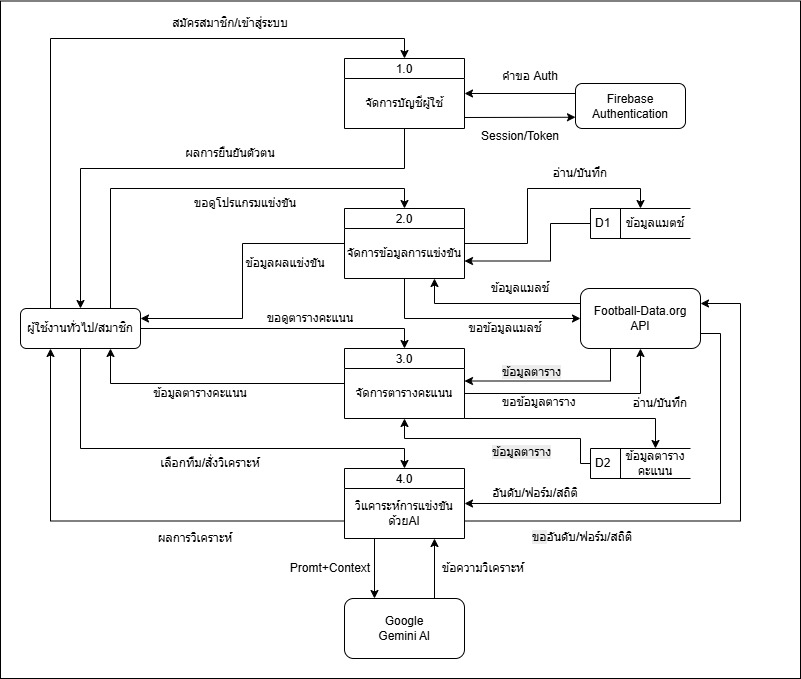 สมัครสมาชิก/เข้าสู่ระบบ
1.0
จัดการบัญชีผู้ใช้
คำขอ Auth
Firebase
Authentication
Session/Token
ผลการยืนยันตัวตน
ขอดูโปรแกรมแข่งขัน
2.0
จัดการข้อมูลการแข่งขัน
อ่าน/บันทึก
D1
ข้อมูลแมตช์
ข้อมูลผลแข่งขัน
ข้อมูลแมลช์
ขอข้อมูลแมลช์
Football-Data.org
API
ผู้ใช้งานทั่วไป/สมาชิก
ขอดูตารางคะแนน
3.0
จัดการตารางคะแนน
ข้อมูลตาราง
ขอข้อมูลตาราง
อ่าน/บันทึก
ข้อมูลตารางคะแนน
ข้อมูลตาราง
D2
ข้อมูลตาราง
คะแนน
เลือกทีม/สั่งวิเคราะห์
4.0
วิแคาระห์การแข่งขัน
ด้วยAI
อันดับ/ฟอร์ม/สถิติ
ผลการวิเคราะห์
ขออันดับ/ฟอร์ม/สถิติ
Promt+Context
ข้อความวิเคราะห์
Google
Gemini AI